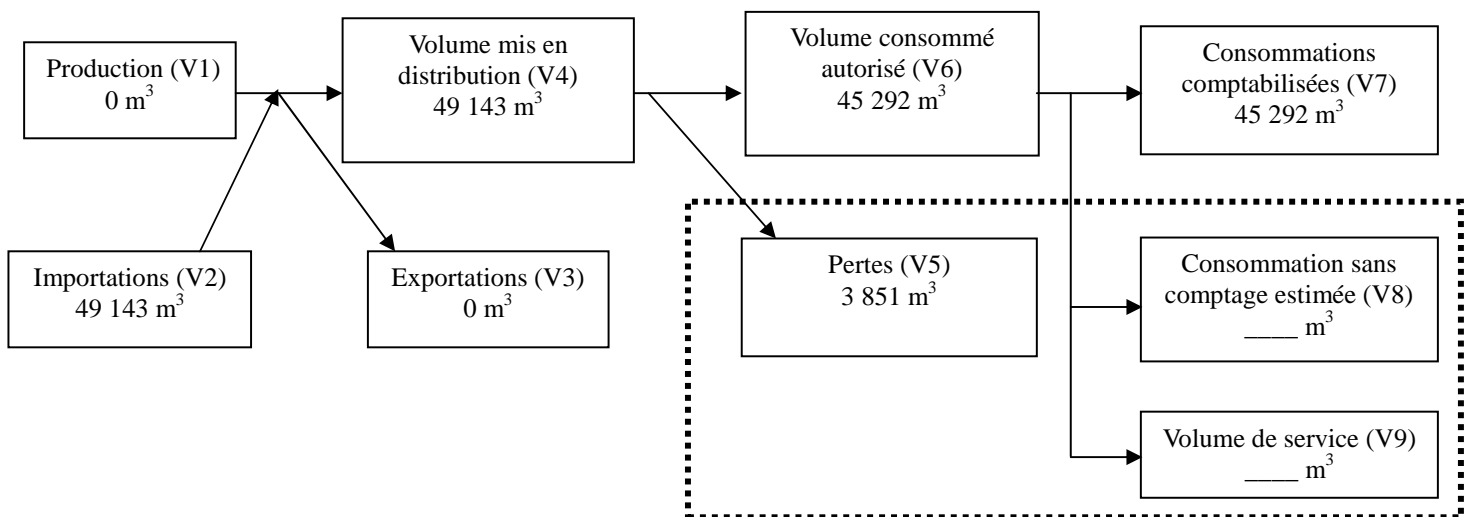 Production (V1)
0 m³
Volume mis en
distribution (V4)
49 143 m³
Volume consommé
autorisé (V6)
45 292 m³
Consommations
comptabilisées (V7)
45 292 m³
Importations (V2)
49 143 m³
Exportations (V3)
0 m³
Pertes (V5)
3 851 m³
Consommation sans
comptage estimée (V8)
____ m³
Volume de service (V9)
____ m³